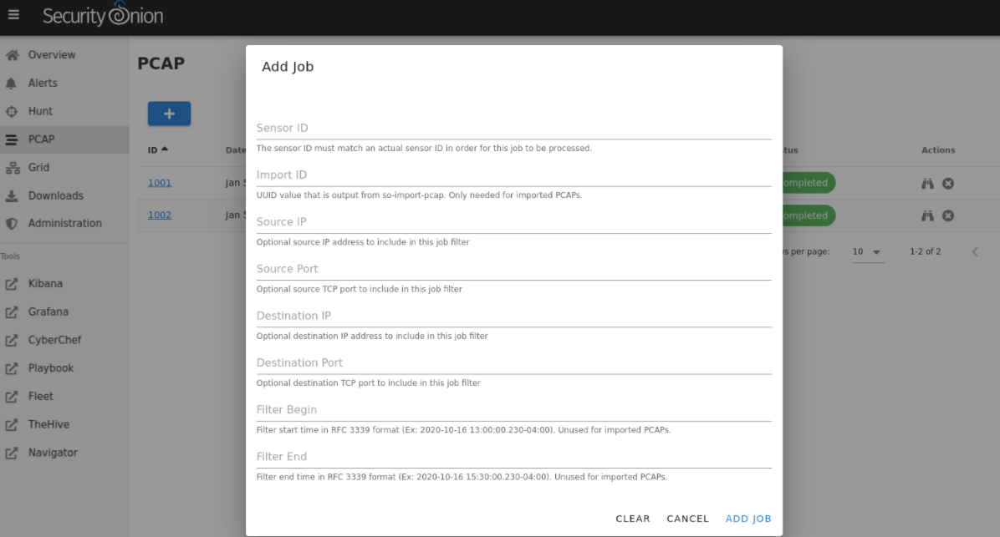 Security Onion
Overview
Alerts
Hunt
PCAP
Grid
Downloads
Administration
Tools
Kibana
Grafana
CyberChef
Playbook
Fleet
TheHive
Navigator
PCAP
+
ID Date tus Actions
1001 Jan 5 ompleted
1002 Jan 5 ompleted
s per page: 10 1-2 of 2
Add Job
Sensor ID
The sensor ID must match an actual sensor ID in order for this job to be processed.
Import ID
UUID value that is output from so-import-pcap. Only needed for imported PCAPs.
Source IP
Optional source IP address to include in this job filter
Source Port
Optional source TCP port to include in this job filter
Destination IP
Optional destination IP address to include in this job filter
Destination Port
Optional destination TCP port to include in this job filter
Filter Begin
Filter start time in RFC 3339 format (Ex: 2020-10-16 13:00:00.230-04:00). Unused for imported PCAPs.
Filter End
Filter end time in RFC 3339 format (Ex: 2020-10-16 15:30:00.230-04:00). Unused for imported PCAPs.
CLEAR CANCEL ADD JOB